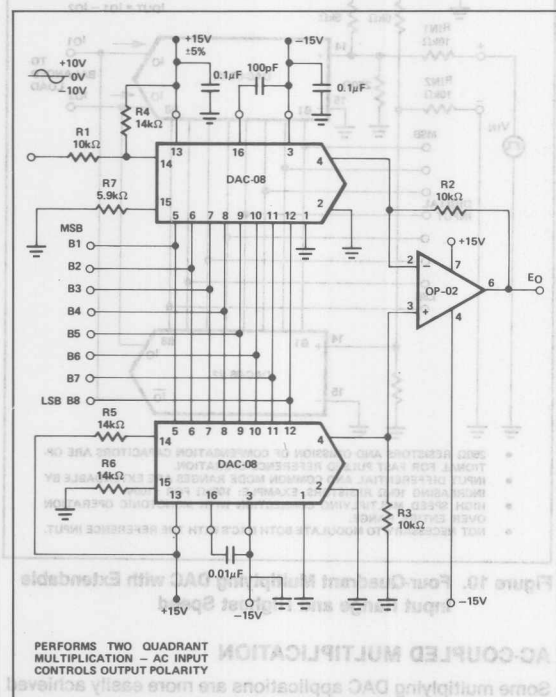 +15V
±5%
-15V
+10V
0V
-10V
0.1µF
100pF
0.1µF
R4
14kΩ
R1
10kΩ
13
16
3
14
4
DAC-08
R2
10kΩ
R7
5.9kΩ
15
2
5 6 7 8 9 10 11 12 1
MSB
B1
B2
B3
B4
B5
B6
B7
LSB B8
+15V
2
7
−
6
EO
OP-02
3
+
4
5 6 7 8 9 10 11 12 1
R5
14kΩ
14
4
DAC-08
R6
14kΩ
15
2
13
16
3
R3
10kΩ
0.01µF
+15V
-15V
-15V
PERFORMS TWO QUADRANT
MULTIPLICATION – AC INPUT
CONTROLS OUTPUT POLARITY
Figure 10. Four-Quadrant Multiplying DAC with Extendable
Input Range and Highest Speed
AC-COUPLED MULTIPLICATION
Some multiplying DAC applications are more easily achieved